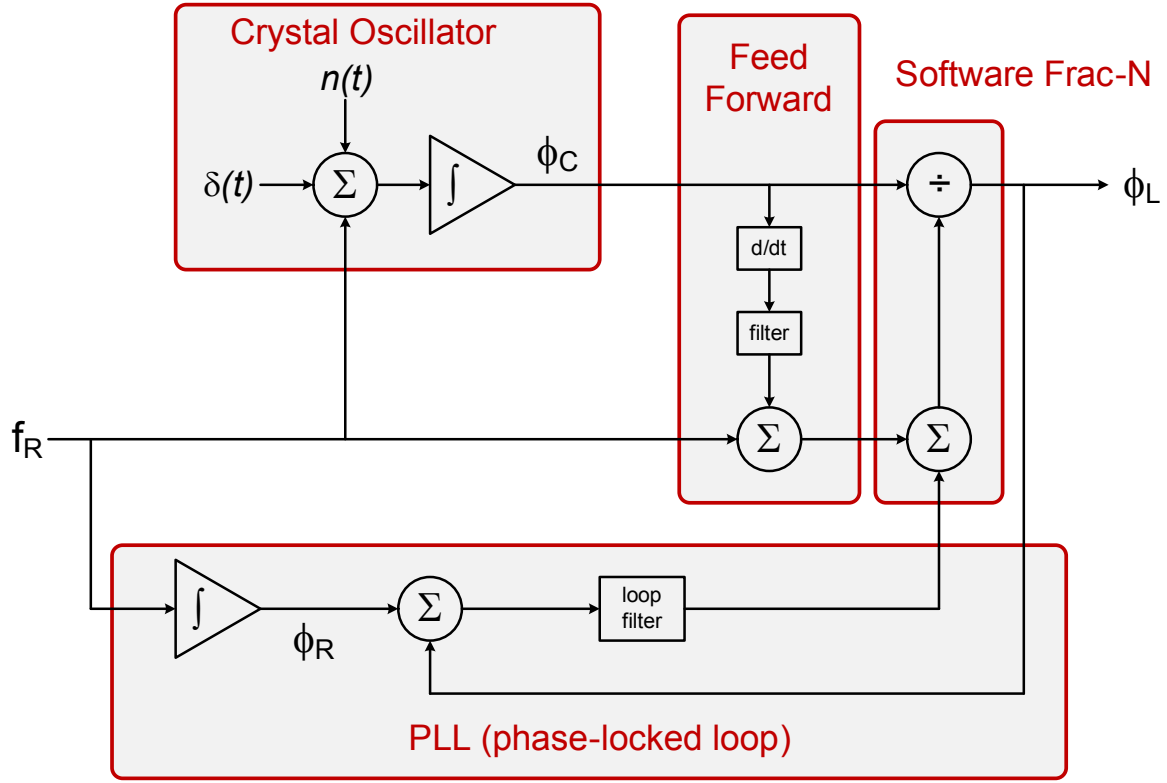 Crystal Oscillator
n(t)
δ(t)
Σ
∫
ϕC
Feed
Forward
d/dt
filter
Σ
Software Frac-N
÷
ϕL
Σ
fR
∫
ϕR
Σ
loop
filter
PLL (phase-locked loop)